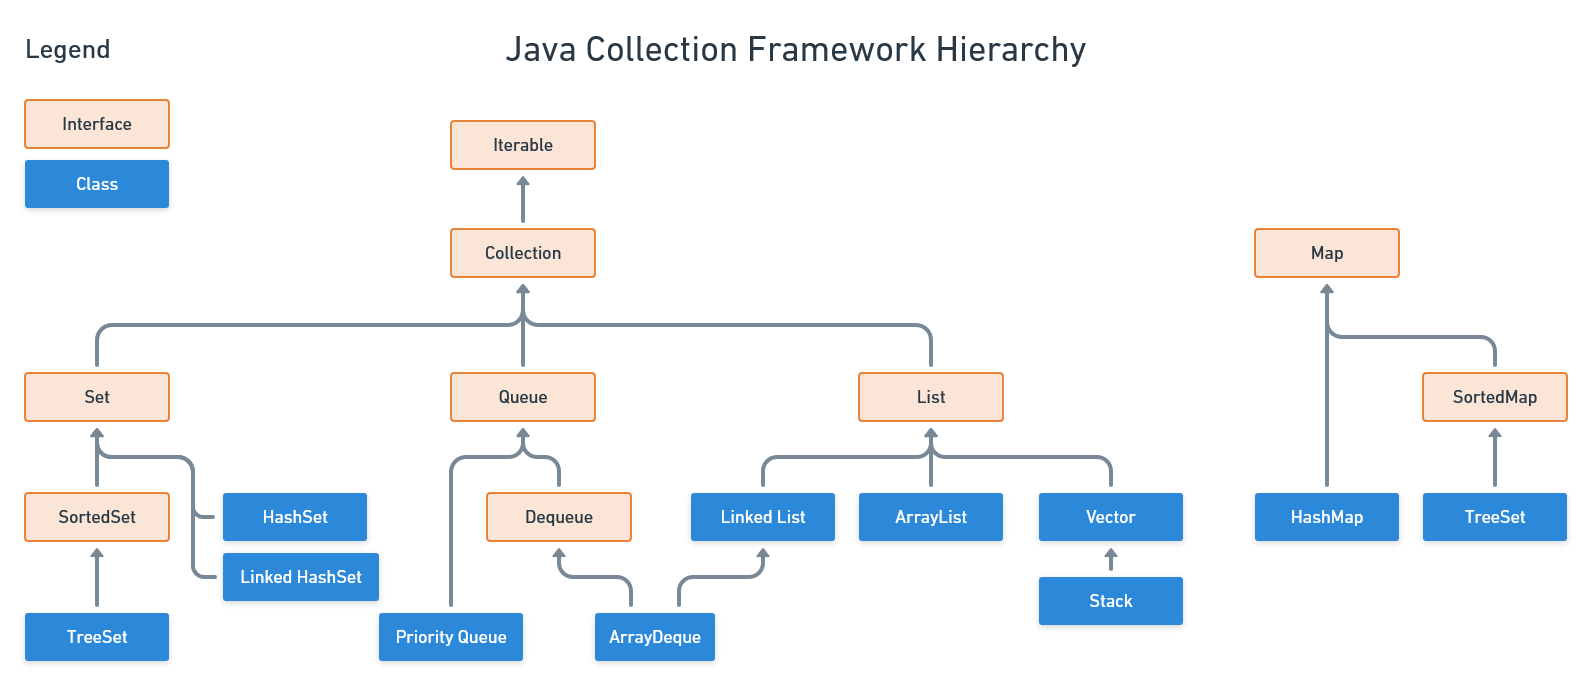 Legend
Java Collection Framework Hierarchy
Interface
Class
Iterable
Collection
Map
Set
Queue
List
SortedMap
SortedSet
HashSet
Dequeue
Linked List
ArrayList
Vector
HashMap
TreeSet
Linked HashSet
Stack
TreeSet
Priority Queue
ArrayDeque